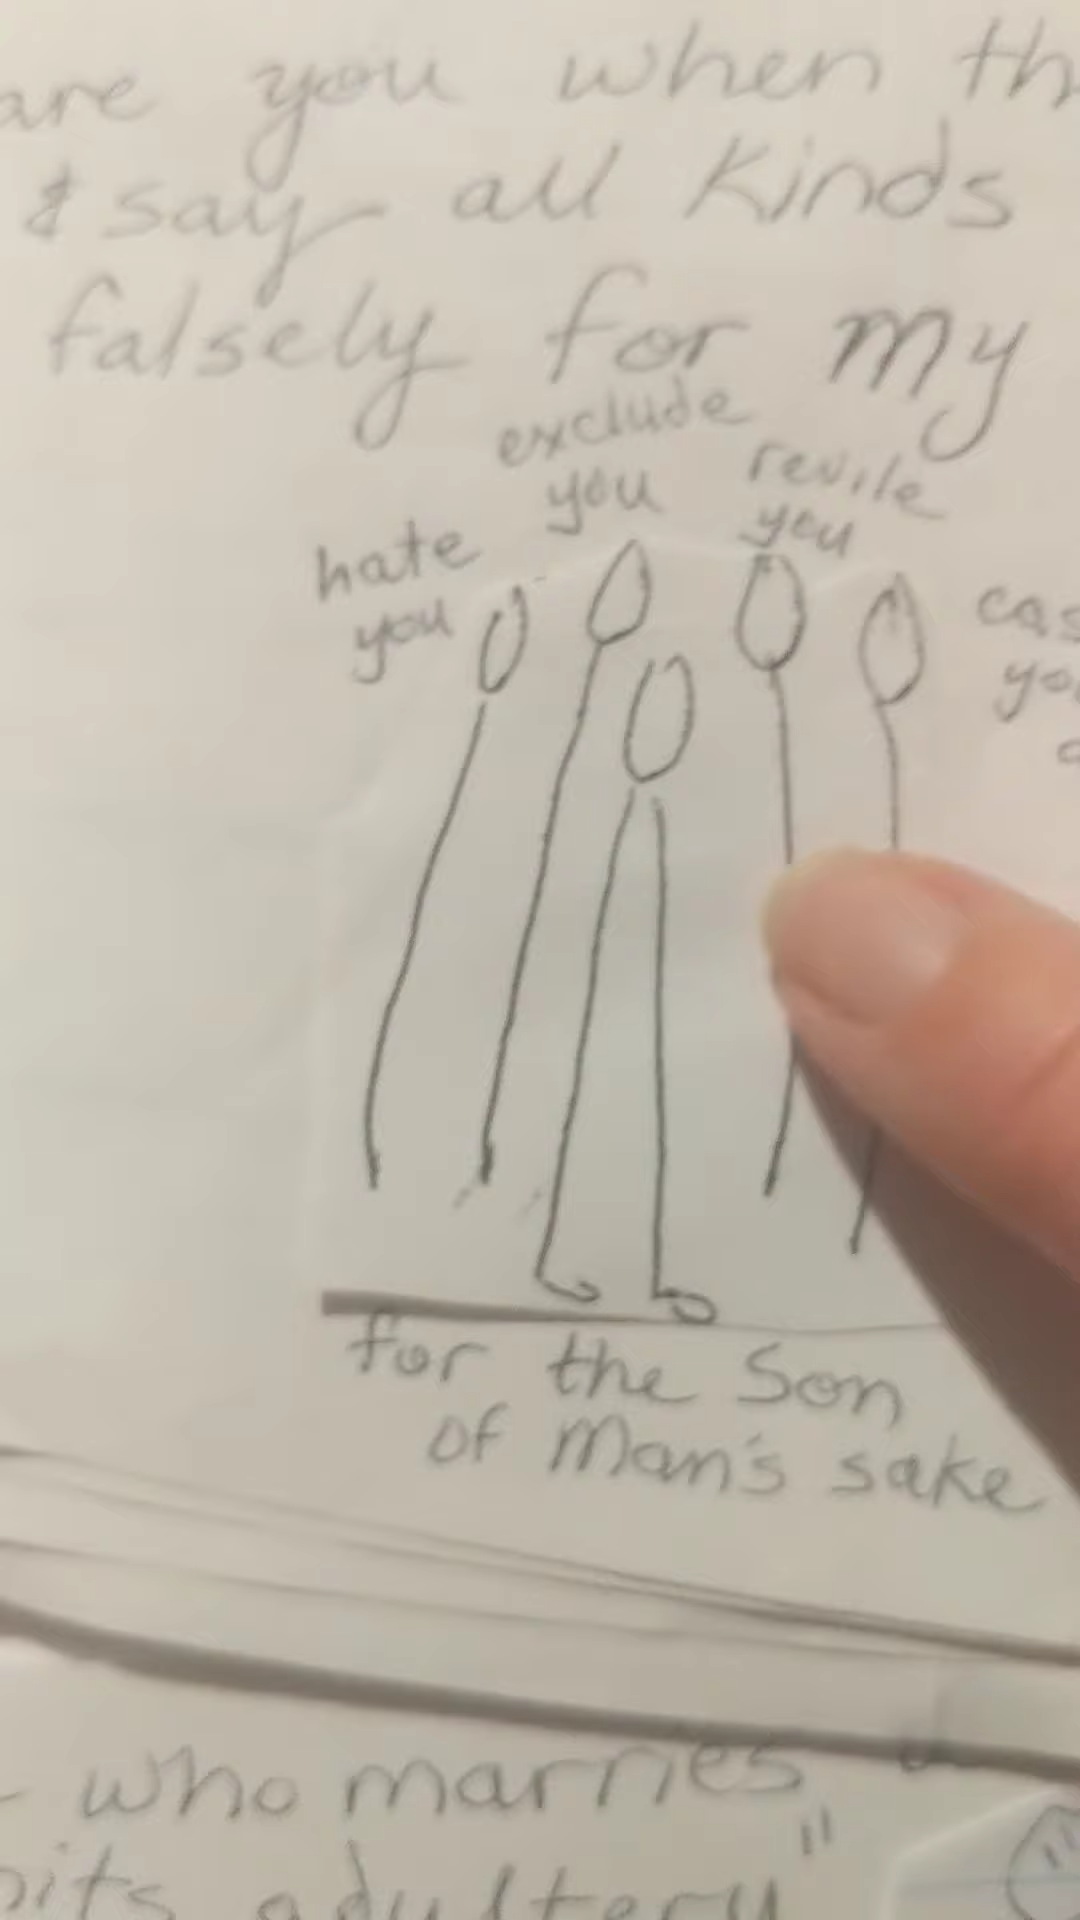 are you when
& say all kinds
falsely for my
exclude
you
revile
you
hate
you
for the Son
of Man's sake
who marries
adultery"